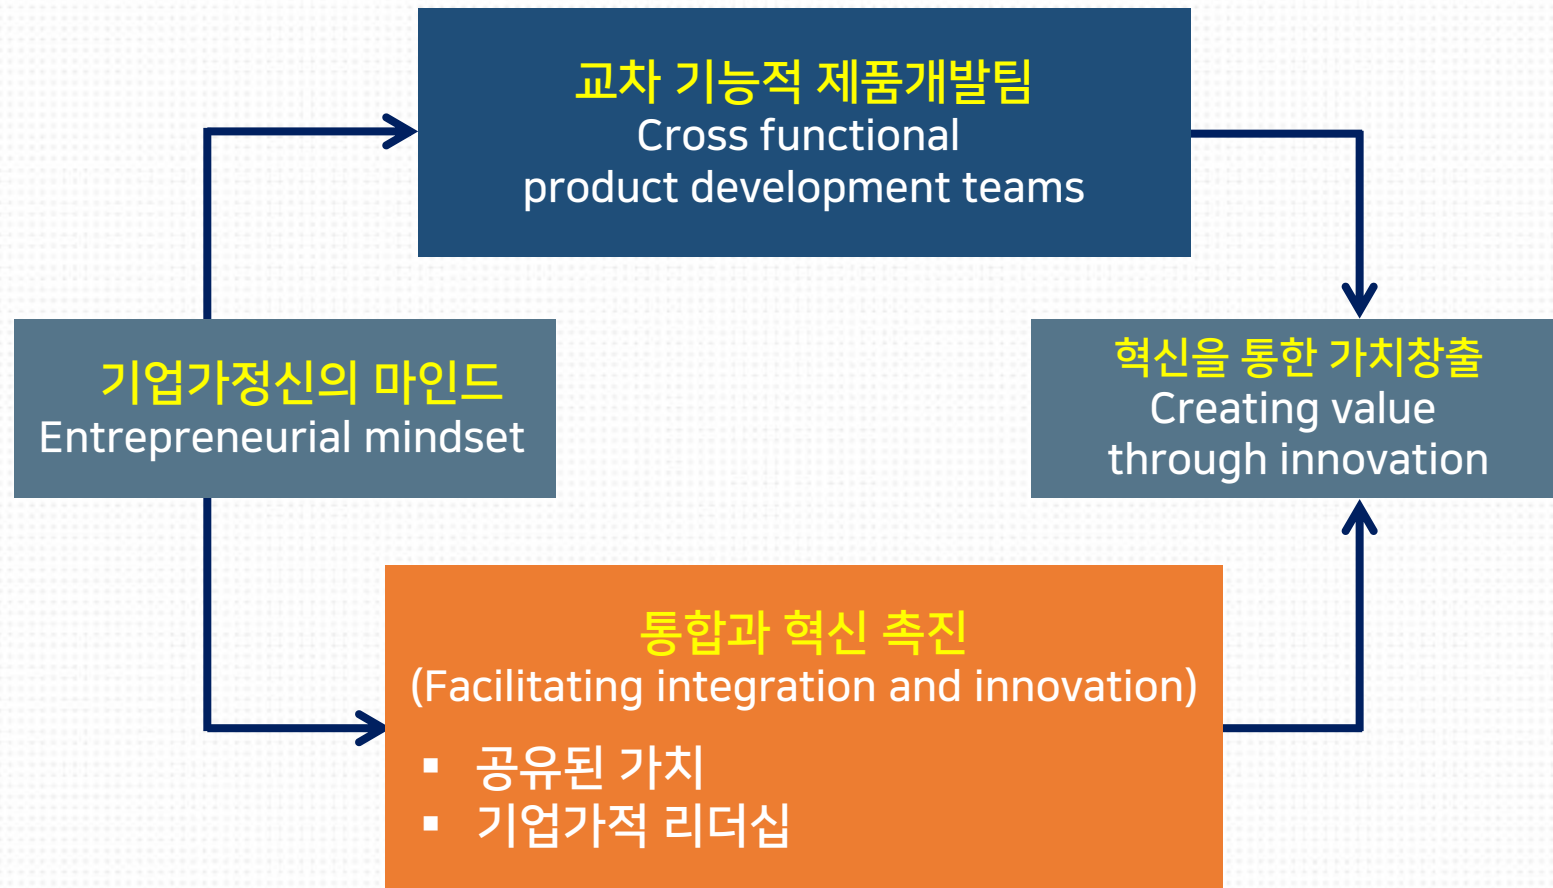 교차 기능적 제품개발팀
Cross functional
product development teams
기업가정신의 마인드
Entrepreneurial mindset
혁신을 통한 가치창출
Creating value
through innovation
통합과 혁신 촉진
(Facilitating integration and innovation)
▪ 공유된 가치
▪ 기업가적 리더십